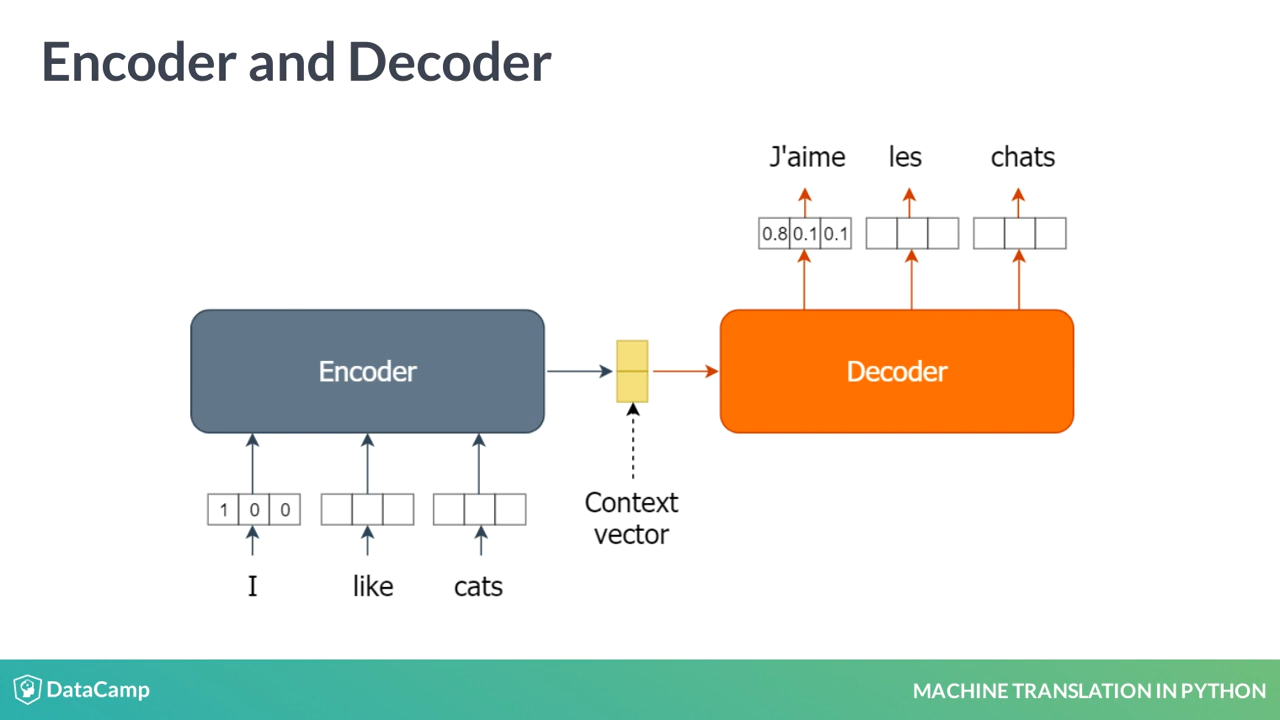 Encoder and Decoder
J'aime les chats
0.8 0.1 0.1
Encoder
Decoder
1 0 0
Context
vector
I like cats
DataCamp
MACHINE TRANSLATION IN PYTHON